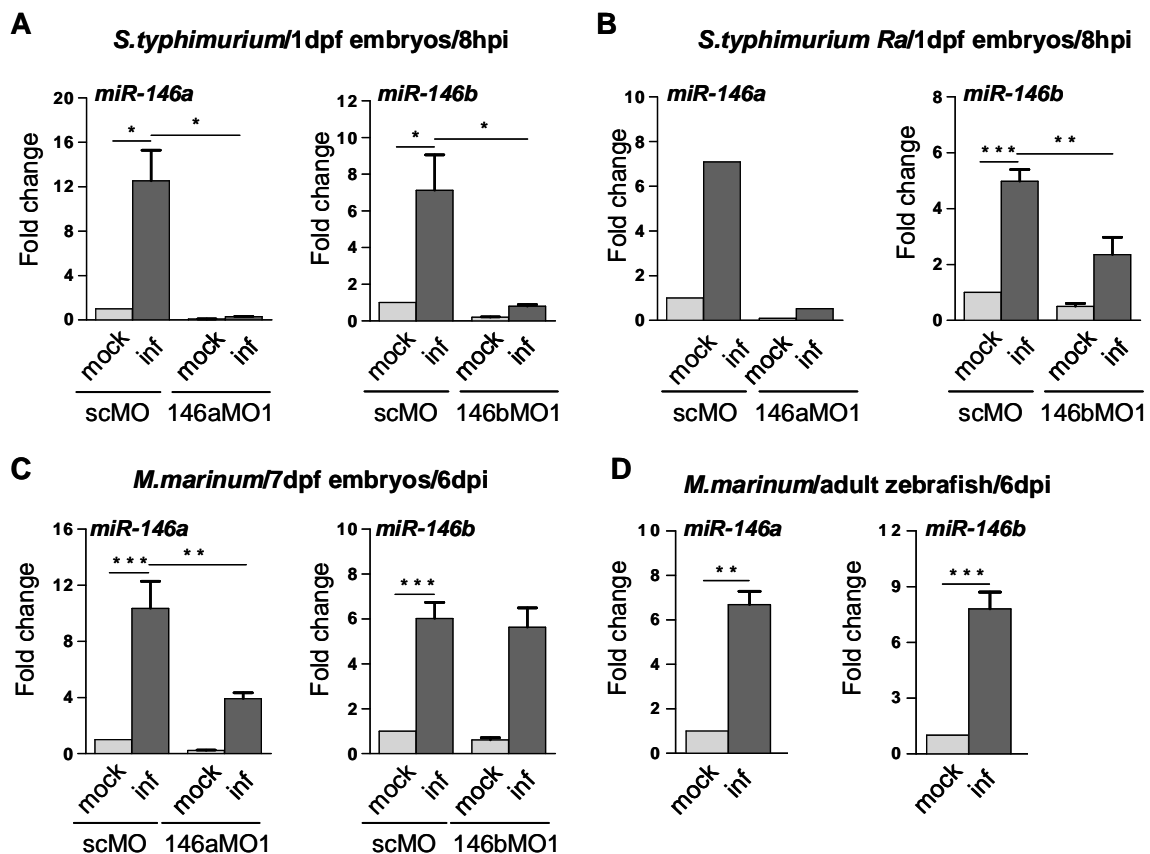 A
S.typhimurium/1dpf embryos/8hpi
miR-146a
Fold change
20
16
12
8
4
0
*
*
mock
inf
mock
inf
scMO
146aMO1
miR-146b
Fold change
12
10
8
6
4
2
0
*
*
mock
inf
mock
inf
scMO
146bMO1
B
S.typhimurium Ra/1dpf embryos/8hpi
miR-146a
Fold change
10
8
6
4
2
0
mock
inf
mock
inf
scMO
146aMO1
miR-146b
Fold change
8
6
4
2
0
***
**
mock
inf
mock
inf
scMO
146bMO1
C
M.marinum/7dpf embryos/6dpi
miR-146a
Fold change
16
12
8
4
0
***
**
mock
inf
mock
inf
scMO
146aMO1
miR-146b
Fold change
10
8
6
4
2
0
***
mock
inf
mock
inf
scMO
146bMO1
D
M.marinum/adult zebrafish/6dpi
miR-146a
Fold change
10
8
6
4
2
0
**
mock
inf
miR-146b
Fold change
12
9
6
3
0
***
mock
inf